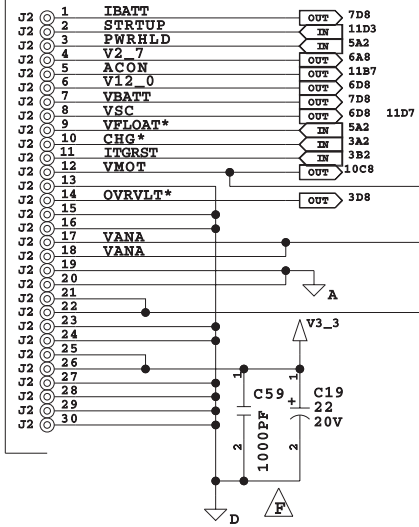 J2 1 IBATT OUT 7D8
J2 2 STRTUP IN 11D3
J2 3 PWRHLD IN 5A2
J2 4 V2_7 OUT 6A8
J2 5 ACON OUT 11B7
J2 6 V12_0 OUT 6D8
J2 7 VBATT OUT 7D8
J2 8 VSC OUT 6D8 11D7
J2 9 VFLOAT* IN 5A2
J2 10 CHG* IN 3A2
J2 11 ITGRST IN 3B2
J2 12 VMOT OUT 10C8
J2 13
J2 14 OVRVLT* OUT 3D8
J2 15
J2 16
J2 17 VANA
J2 18 VANA
J2 19
J2 20
A
J2 21
J2 22
V3_3
J2 23
J2 24
J2 25
J2 26
J2 27
J2 28
J2 29
J2 30
1 C59 1000PF 2
1 + C19
22
20V
2
D
F